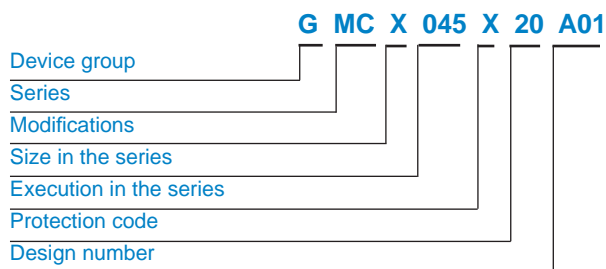 G MC X 045 X 20 A01
Device group
Series
Modifications
Size in the series
Execution in the series
Protection code
Design number